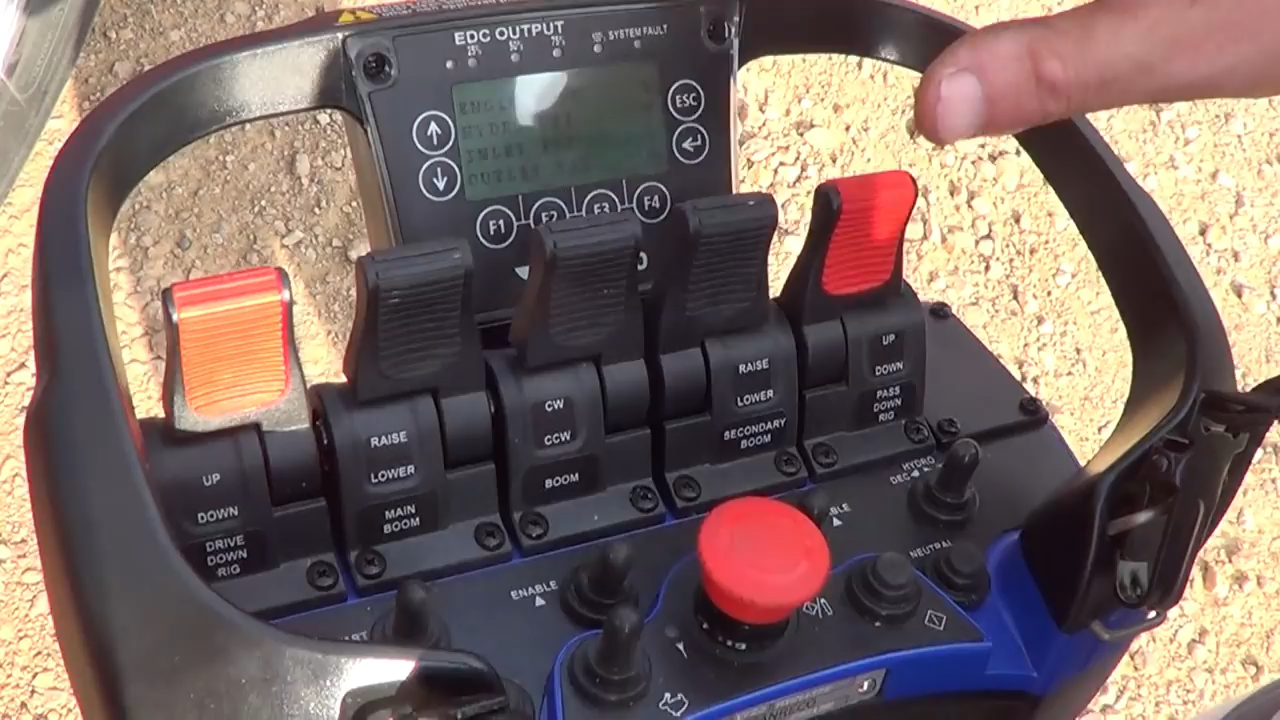 EDC OUTPUT
25% 50% 75% 100% SYSTEM FAULT
ESC
F1 F2 F3 F4
UP
DOWN
DRIVE
DOWN
RIG
RAISE
LOWER
MAIN
BOOM
CW
CCW
BOOM
RAISE
LOWER
SECONDARY
BOOM
UP
DOWN
PASS
DOWN
RIG
HYDRO
DEC
ENABLE
NEUTRAL